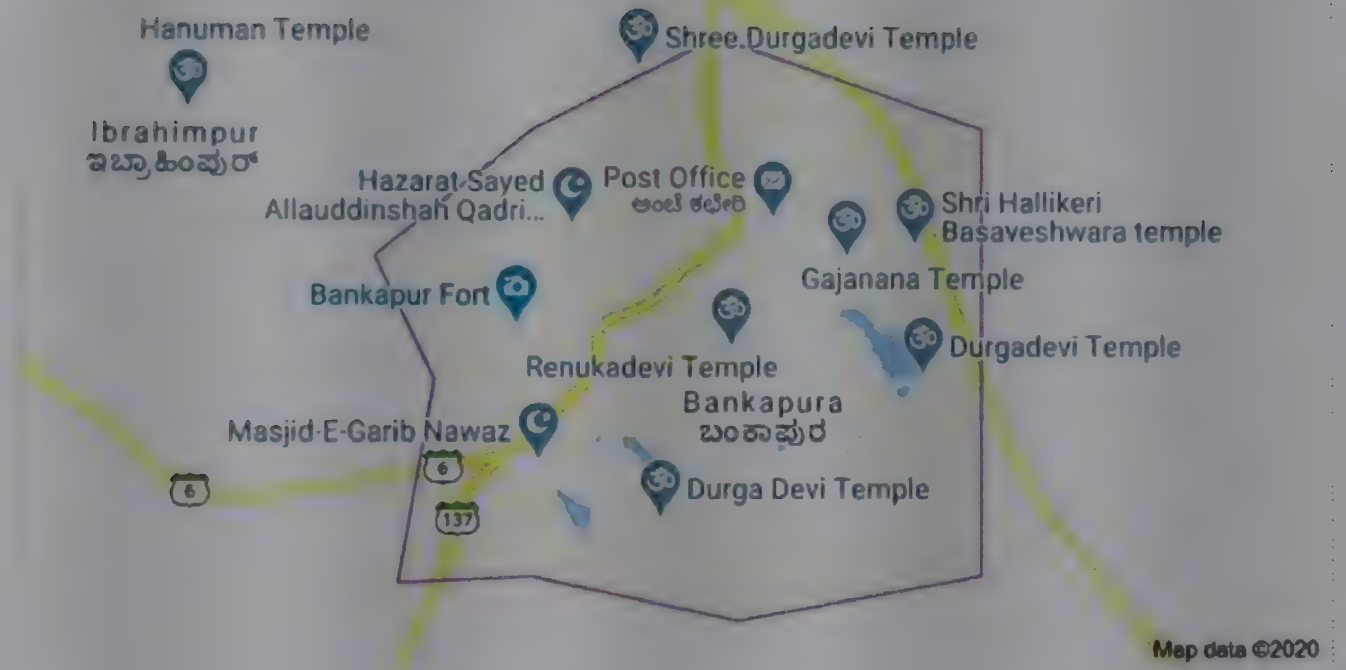 Hanuman Temple
Shree Durgadevi Temple
Ibrahimpur
ಇಬ್ರಾಹಿಂಪುರ್
Hazarat Sayed
Allauddinshah Qadri...
Post Office
ಅಂಚೆ ಕಛೇರಿ
Shri Hallikeri
Basaveshwara temple
Gajanana Temple
Bankapur Fort
Durgadevi Temple
Renukadevi Temple
Bankapura
ಬಂಕಾಪುರ
Masjid-E-Garib Nawaz
6
6
Durga Devi Temple
137
Map data ©2020